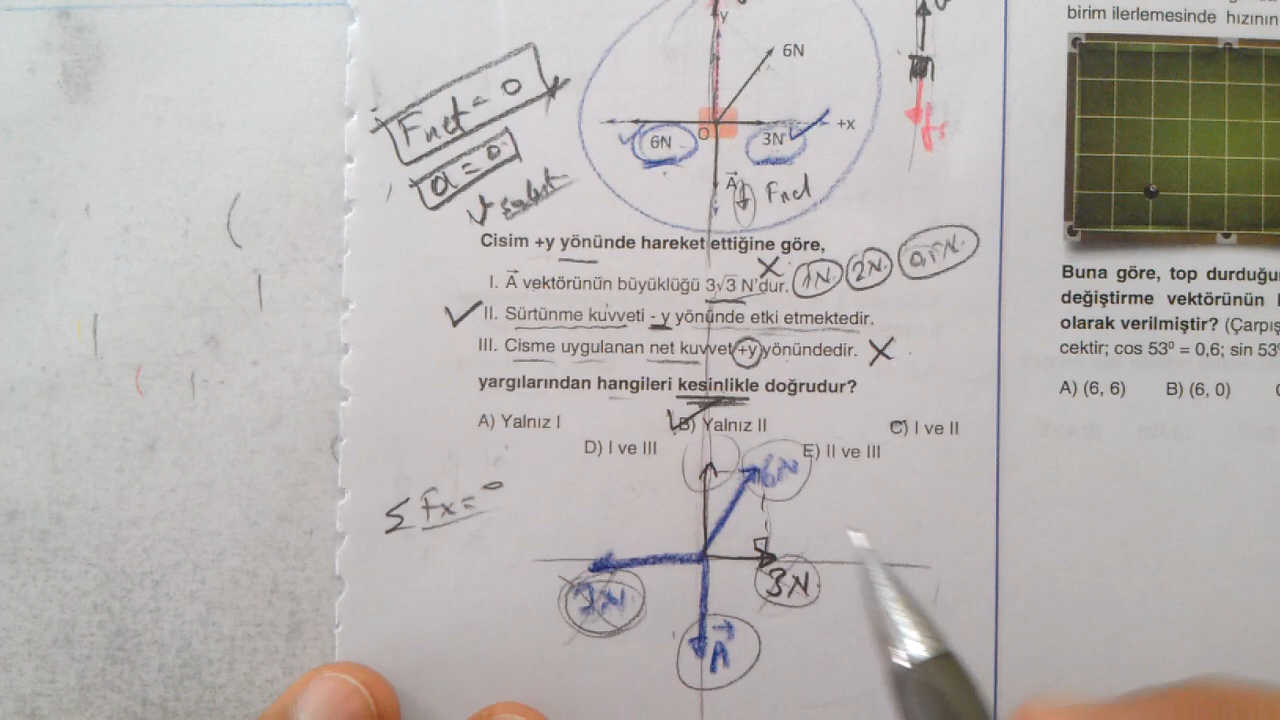 y
6N
+x
6N
O
3N
A
Fnet
Fnet = 0
a = 0
sabit
Cisim +y yönünde hareket ettiğine göre,
I. A vektörünün büyüklüğü 3√3 N'dur.
1N
2N
II. Sürtünme kuvveti - y yönünde etki etmektedir.
III. Cisme uygulanan net kuvvet +y yönündedir.
yargılarından hangileri kesinlikle doğrudur?
A) Yalnız I
B) Yalnız II
C) I ve II
D) I ve III
E) II ve III
ΣFx = 0
6N
3N
3N
A
birim ilerlemesinde hızının
Buna göre, top durduğu
değiştirme vektörünün
olarak verilmiştir? (Çarpış
cektir; cos 53⁰ = 0,6; sin 53⁰
A) (6, 6)
B) (6, 0)